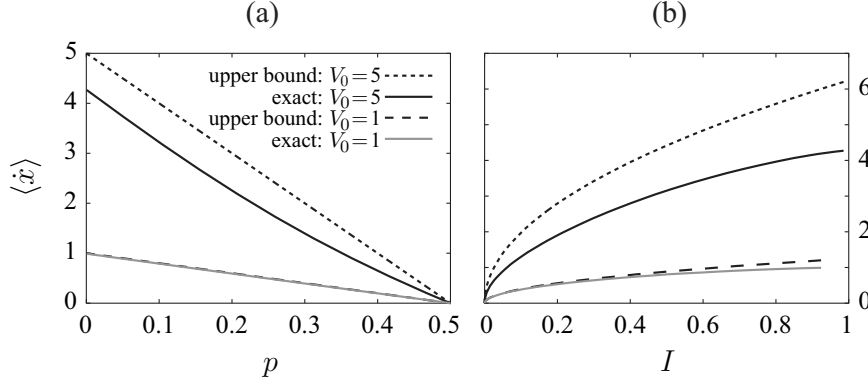 (a)
(b)
5
4
3
2
1
0
⟨ẋ⟩
upper bound: V₀=5
exact: V₀=5
upper bound: V₀=1
exact: V₀=1
0 0.1 0.2 0.3 0.4 0.5
p
6
4
2
0
0 0.2 0.4 0.6 0.8 1
I